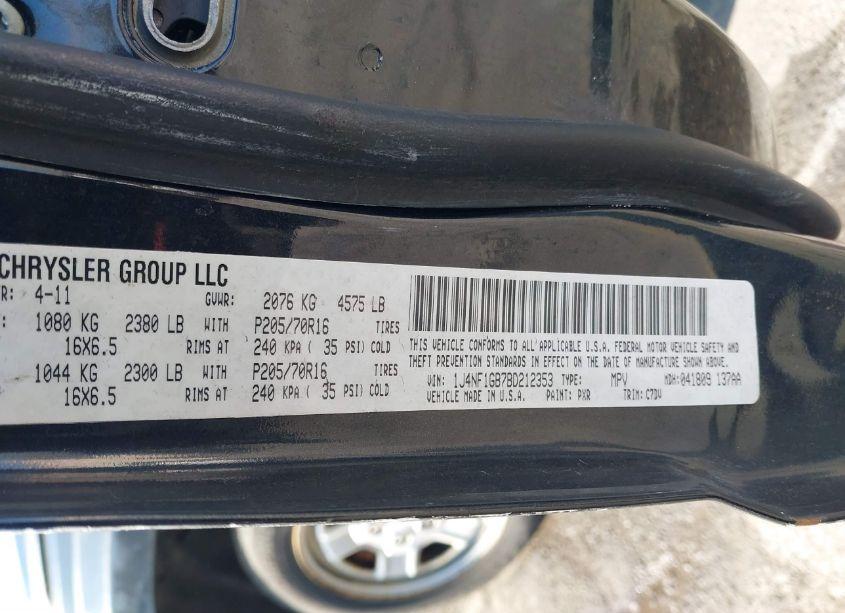 CHRYSLER GROUP LLC
R: 4-11 GVWR: 2076 KG 4575 LB
: 1080 KG 2380 LB WITH P205/70R16 TIRES
16X6.5 RIMS AT 240 KPA ( 35 PSI) COLD
: 1044 KG 2300 LB WITH P205/70R16 TIRES
16X6.5 RIMS AT 240 KPA ( 35 PSI) COLD
THIS VEHICLE CONFORMS TO ALL APPLICABLE U.S.A. FEDERAL MOTOR VEHICLE SAFETY AND
THEFT PREVENTION STANDARDS IN EFFECT ON THE DATE OF MANUFACTURE SHOWN ABOVE.
VIN: 1J4NF1GB7BD212353 TYPE: MPV MDH: 041809 137AA
VEHICLE MADE IN U.S.A. PAINT: PXR TRIM: C7DV